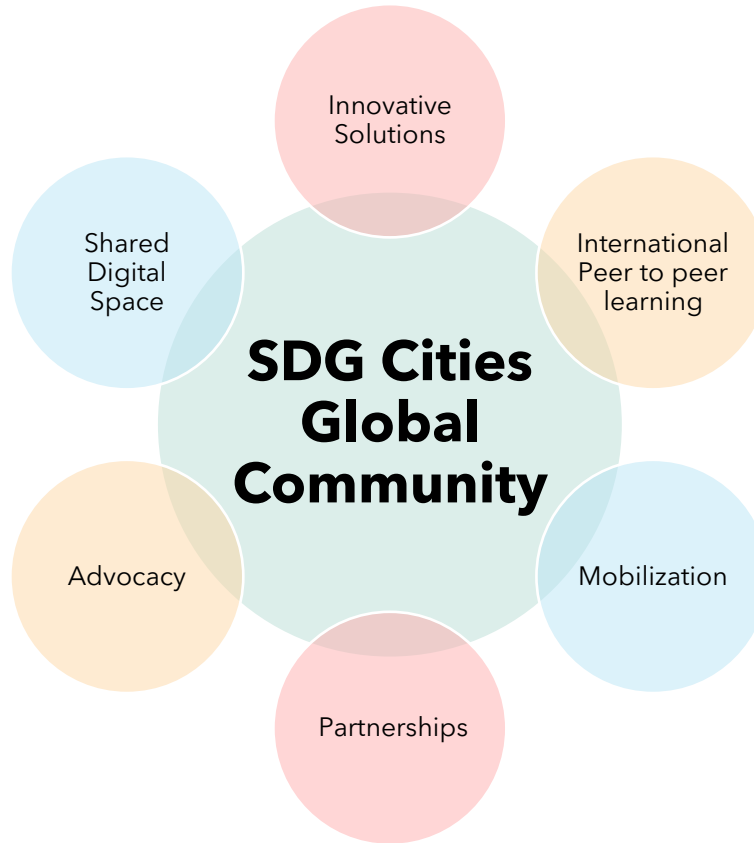 Innovative
Solutions
Shared
Digital
Space
International
Peer to peer
learning
SDG Cities
Global
Community
Advocacy
Mobilization
Partnerships